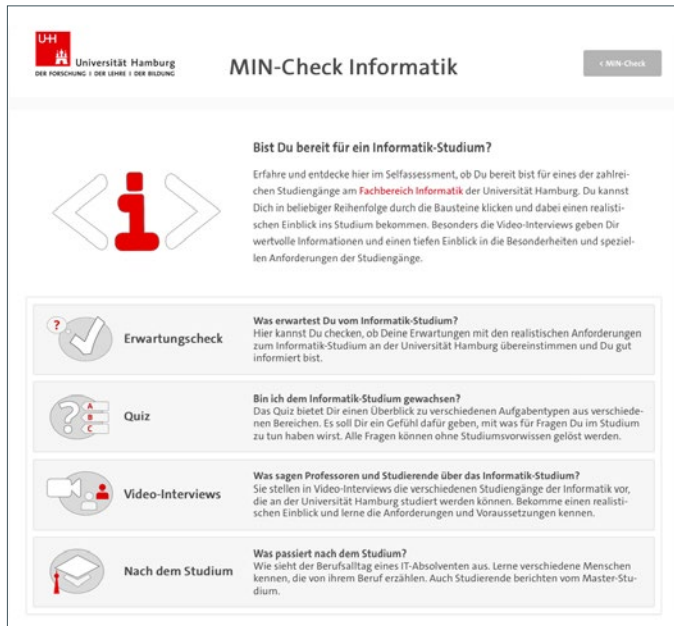 UH
Universität Hamburg
DER FORSCHUNG | DER LEHRE | DER BILDUNG
MIN-Check Informatik
< MIN-Check
Bist Du bereit für ein Informatik-Studium?
Erfahre und entdecke hier im Selfassessment, ob Du bereit bist für eines der zahlrei-
chen Studiengänge am Fachbereich Informatik der Universität Hamburg. Du kannst
Dich in beliebiger Reihenfolge durch die Bausteine klicken und dabei einen realisti-
schen Einblick ins Studium bekommen. Besonders die Video-Interviews geben Dir
wertvolle Informationen und einen tiefen Einblick in die Besonderheiten und speziel-
len Anforderungen der Studiengänge.
<i>
?
Erwartungscheck
Was erwartest Du vom Informatik-Studium?
Hier kannst Du checken, ob Deine Erwartungen mit den realistischen Anforderungen
zum Informatik-Studium an der Universität Hamburg übereinstimmen und Du gut
informiert bist.
?
A
B
C
Quiz
Bin ich dem Informatik-Studium gewachsen?
Das Quiz bietet Dir einen Überblick zu verschiedenen Aufgabentypen aus verschiede-
nen Bereichen. Es soll Dir ein Gefühl dafür geben, mit was für Fragen Du im Studium
zu tun haben wirst. Alle Fragen können ohne Studiumsvorwissen gelöst werden.
Video-Interviews
Was sagen Professoren und Studierende über das Informatik-Studium?
Sie stellen in Video-Interviews die verschiedenen Studiengänge der Informatik vor,
die an der Universität Hamburg studiert werden können. Bekomme einen realisti-
schen Einblick und lerne die Anforderungen und Voraussetzungen kennen.
Nach dem Studium
Was passiert nach dem Studium?
Wie sieht der Berufsalltag eines IT-Absolventen aus. Lerne verschiedene Menschen
kennen, die von ihrem Beruf erzählen. Auch Studierende berichten vom Master-Stu-
dium.